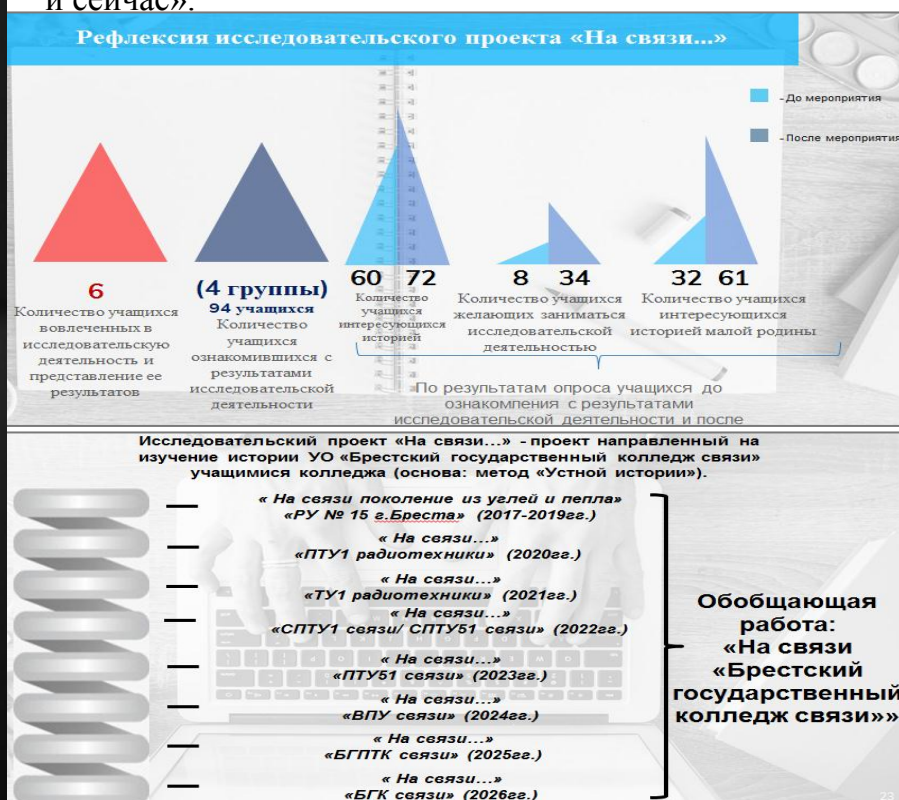 и сейчас».
Рефлексия исследовательского проекта «На связи...»
- До мероприятия
- После мероприятия
6
Количество учащихся
вовлеченных в
исследовательскую
деятельность и
представление ее
результатов
(4 группы)
94 учащихся
Количество
учащихся
ознакомившихся с
результатами
исследовательской
деятельности
60 72
Количество
учащихся
интересующихся
историей
8 34
Количество учащихся
желающих заниматься
исследовательской
деятельностью
32 61
Количество учащихся
интересующихся
историей малой родины
По результатам опроса учащихся до
ознакомления с результатами
исследовательской деятельности и после
Исследовательский проект «На связи...» - проект направленный на
изучение истории УО «Брестский государственный колледж связи»
учащимися колледжа (основа: метод «Устной истории»).
« На связи поколение из углей и пепла»
«РУ № 15 г.Бреста» (2017-2019гг.)
« На связи...»
«ПТУ1 радиотехники» (2020гг.)
« На связи...»
«ТУ1 радиотехники» (2021гг.)
« На связи...»
«СПТУ1 связи/ СПТУ51 связи» (2022гг.)
« На связи...»
«ПТУ51 связи» (2023гг.)
« На связи...»
«ВПУ связи» (2024гг.)
« На связи...»
«БГПТК связи» (2025гг.)
« На связи...»
«БГК связи» (2026гг.)
Обобщающая
работа:
«На связи
«Брестский
государственный
колледж связи»»
23